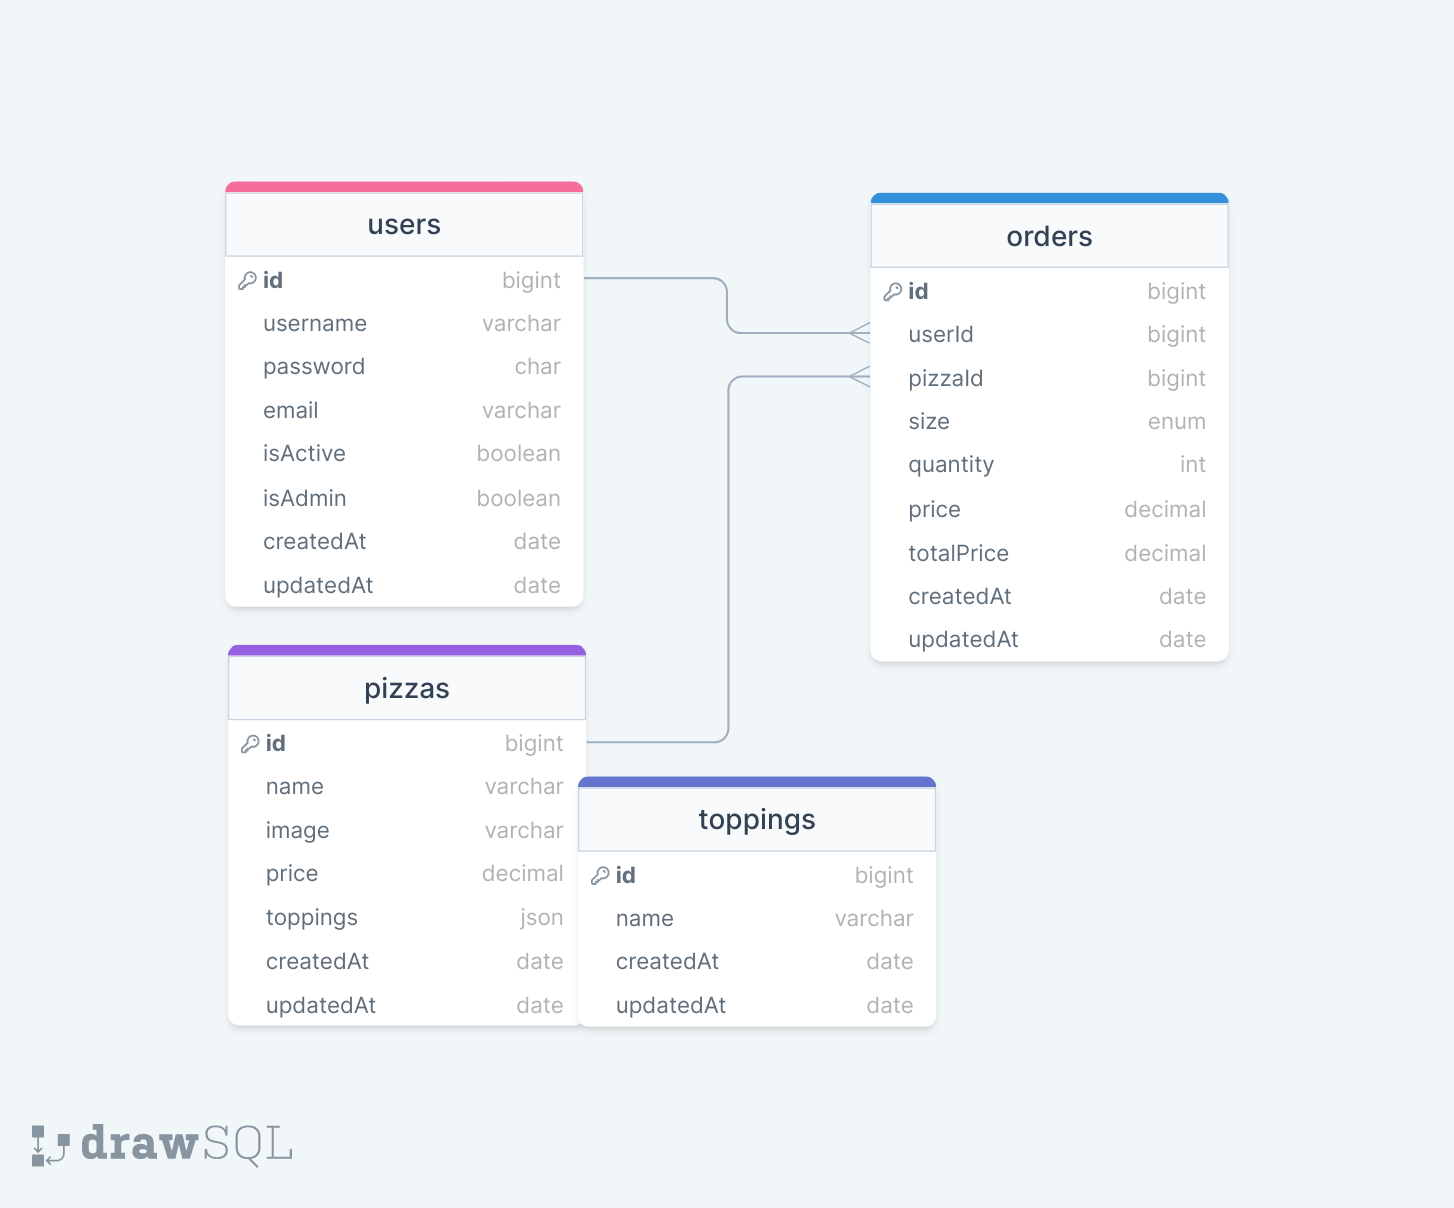 users
id bigint
username varchar
password char
email varchar
isActive boolean
isAdmin boolean
createdAt date
updatedAt date
orders
id bigint
userId bigint
pizzaId bigint
size enum
quantity int
price decimal
totalPrice decimal
createdAt date
updatedAt date
pizzas
id bigint
name varchar
image varchar
price decimal
toppings json
createdAt date
updatedAt date
toppings
id bigint
name varchar
createdAt date
updatedAt date
drawSQL